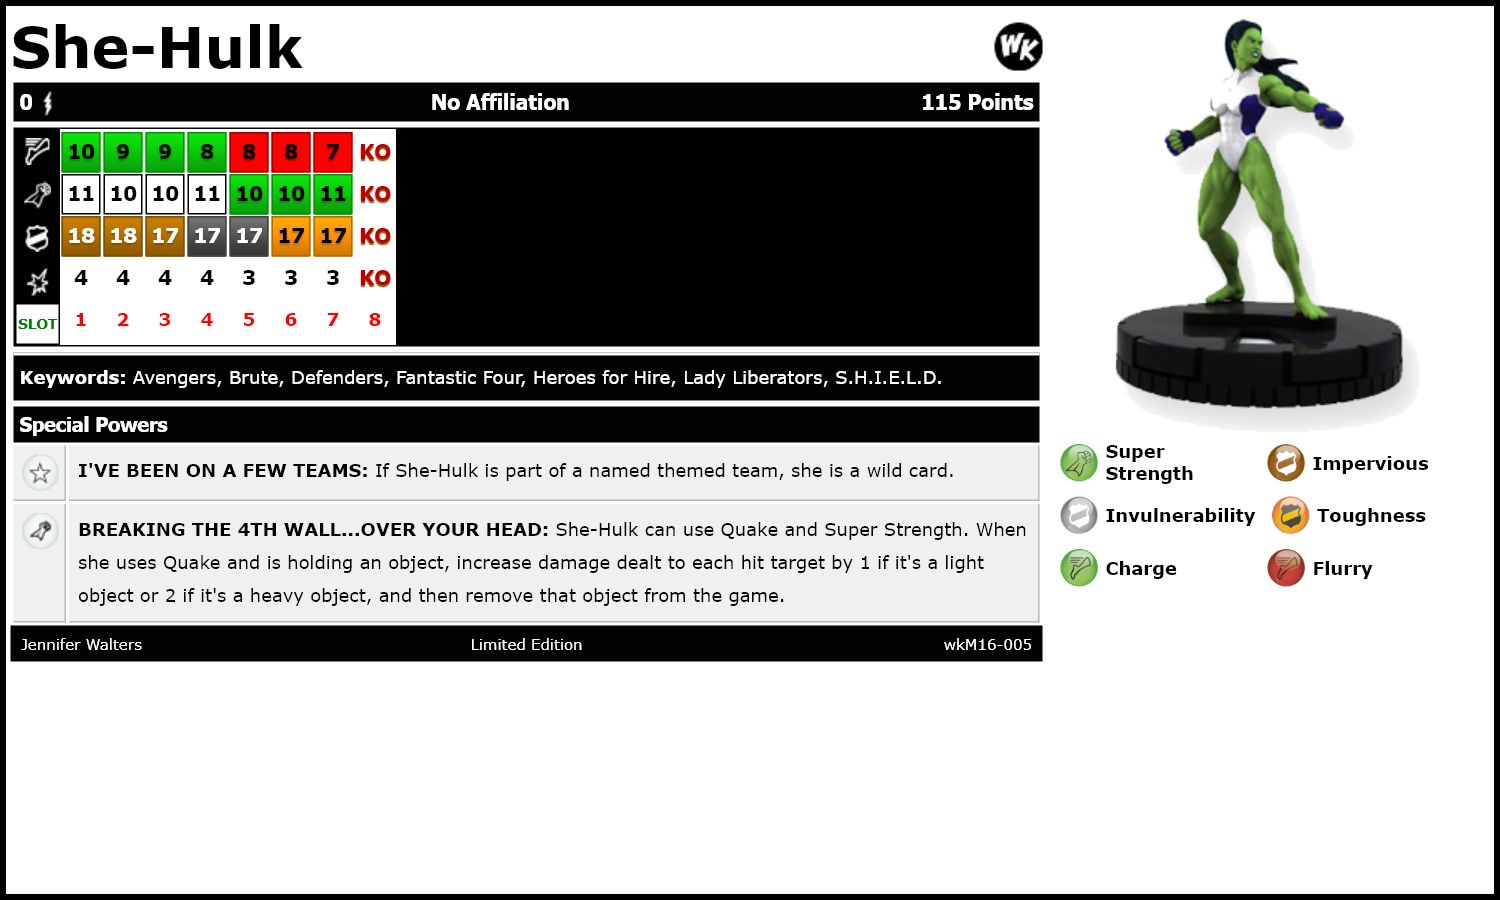 She-Hulk
WK
0 No Affiliation 115 Points
10 9 9 8 8 8 7 KO
11 10 10 11 10 10 11 KO
18 18 17 17 17 17 17 KO
4 4 4 4 3 3 3 KO
SLOT 1 2 3 4 5 6 7 8
Keywords: Avengers, Brute, Defenders, Fantastic Four, Heroes for Hire, Lady Liberators, S.H.I.E.L.D.
Special Powers
I'VE BEEN ON A FEW TEAMS: If She-Hulk is part of a named themed team, she is a wild card.
BREAKING THE 4TH WALL...OVER YOUR HEAD: She-Hulk can use Quake and Super Strength. When
she uses Quake and is holding an object, increase damage dealt to each hit target by 1 if it's a light
object or 2 if it's a heavy object, and then remove that object from the game.
Jennifer Walters Limited Edition wkM16-005
Super
Strength
Impervious
Invulnerability
Toughness
Charge
Flurry